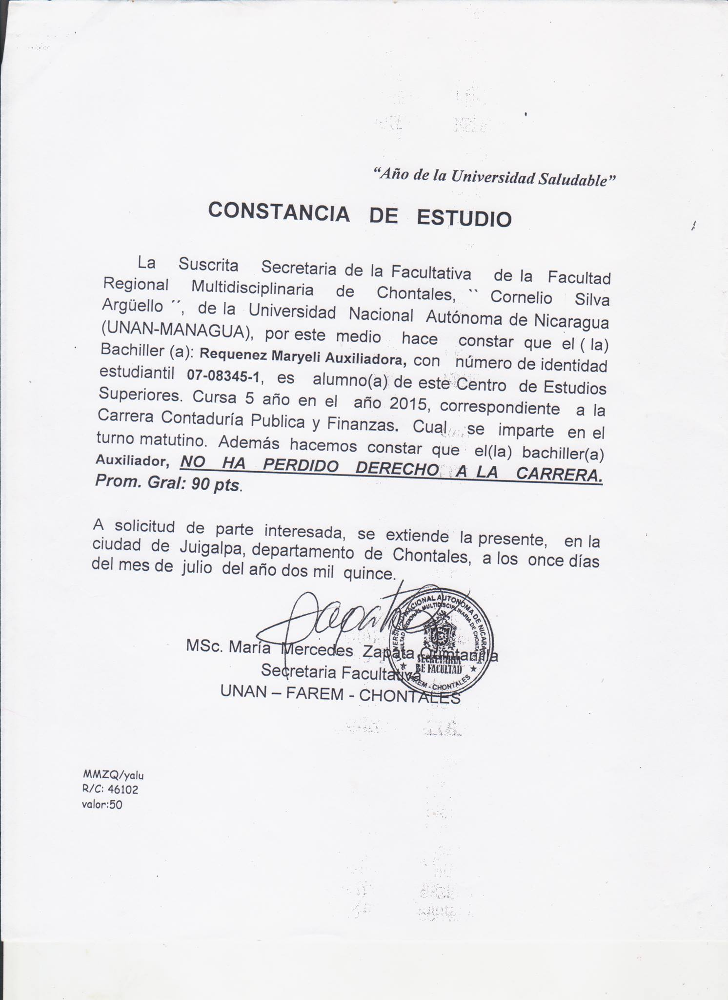 “Año de la Universidad Saludable”
CONSTANCIA DE ESTUDIO
La Suscrita Secretaria de la Facultativa de la Facultad
Regional Multidisciplinaria de Chontales, `` Cornelio Silva
Argüello ´´, de la Universidad Nacional Autónoma de Nicaragua
(UNAN-MANAGUA), por este medio hace constar que el ( la)
Bachiller (a): Requenez Maryeli Auxiliadora, con número de identidad
estudiantil 07-08345-1, es alumno(a) de este Centro de Estudios
Superiores. Cursa 5 año en el año 2015, correspondiente a la
Carrera Contaduría Publica y Finanzas. Cual se imparte en el
turno matutino. Además hacemos constar que el(la) bachiller(a)
Auxiliador, NO HA PERDIDO DERECHO A LA CARRERA.
Prom. Gral: 90 pts.
A solicitud de parte interesada, se extiende la presente, en la
ciudad de Juigalpa, departamento de Chontales, a los once días
del mes de julio del año dos mil quince.
Zapata
UNIVERSIDAD NACIONAL AUTONOMA DE NICARAGUA
FACULTAD REGIONAL MULTIDISCIPLINARIA DE CHONTALES
SECRETARIA
DE FACULTAD
FAREM - CHONTALES
MSc. María Mercedes Zapata Quintanilla
Secretaria Facultativa
UNAN – FAREM - CHONTALES
MMZQ/yalu
R/C: 46102
valor:50